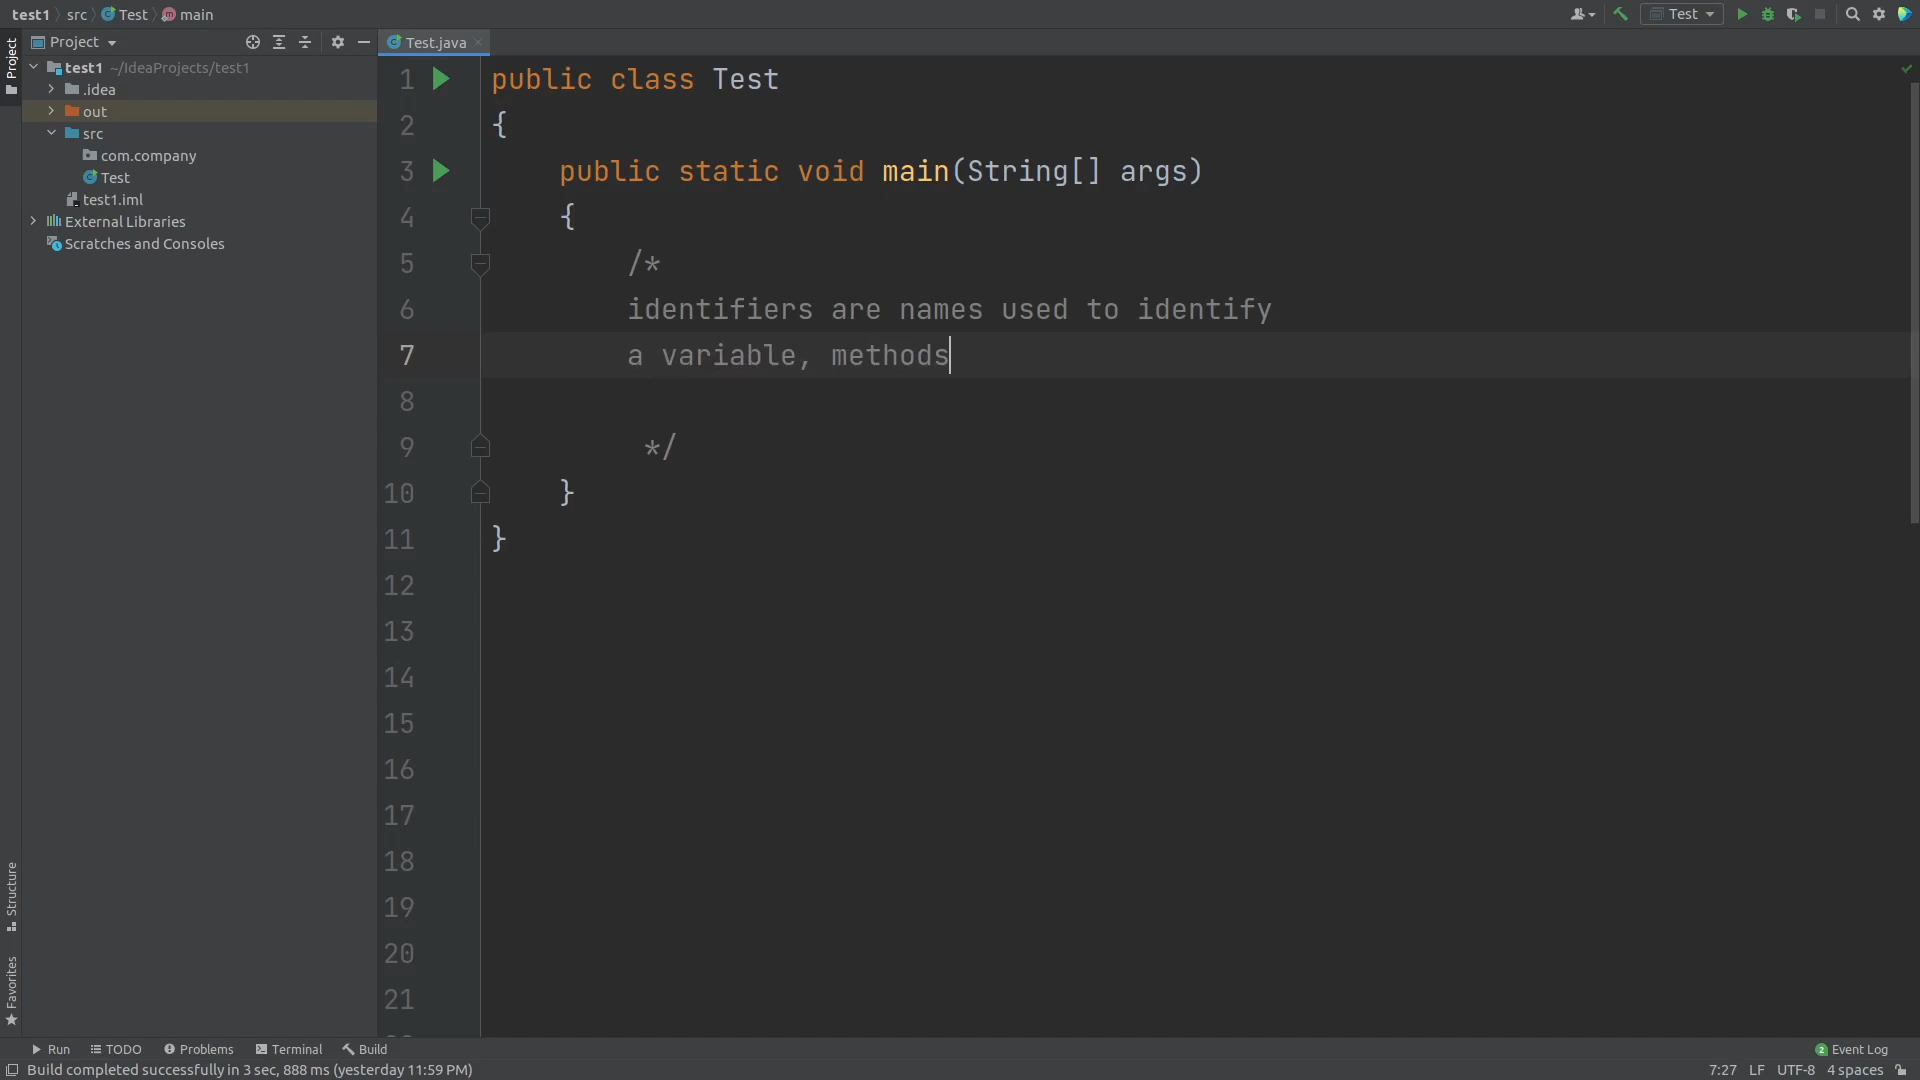 test1 src Test main
Test
Project
Test.java
Project
test1 ~/IdeaProjects/test1
.idea
out
src
com.company
Test
test1.iml
External Libraries
Scratches and Consoles
1 public class Test
2 {
3 public static void main(String[] args)
4 {
5 /*
6 identifiers are names used to identify
7 a variable, methods
8
9 */
10 }
11 }
12
13
14
15
16
17
18
19
20
21
Structure
Favorites
Run TODO Problems Terminal Build
2 Event Log
Build completed successfully in 3 sec, 888 ms (yesterday 11:59 PM)
7:27 LF UTF-8 4 spaces